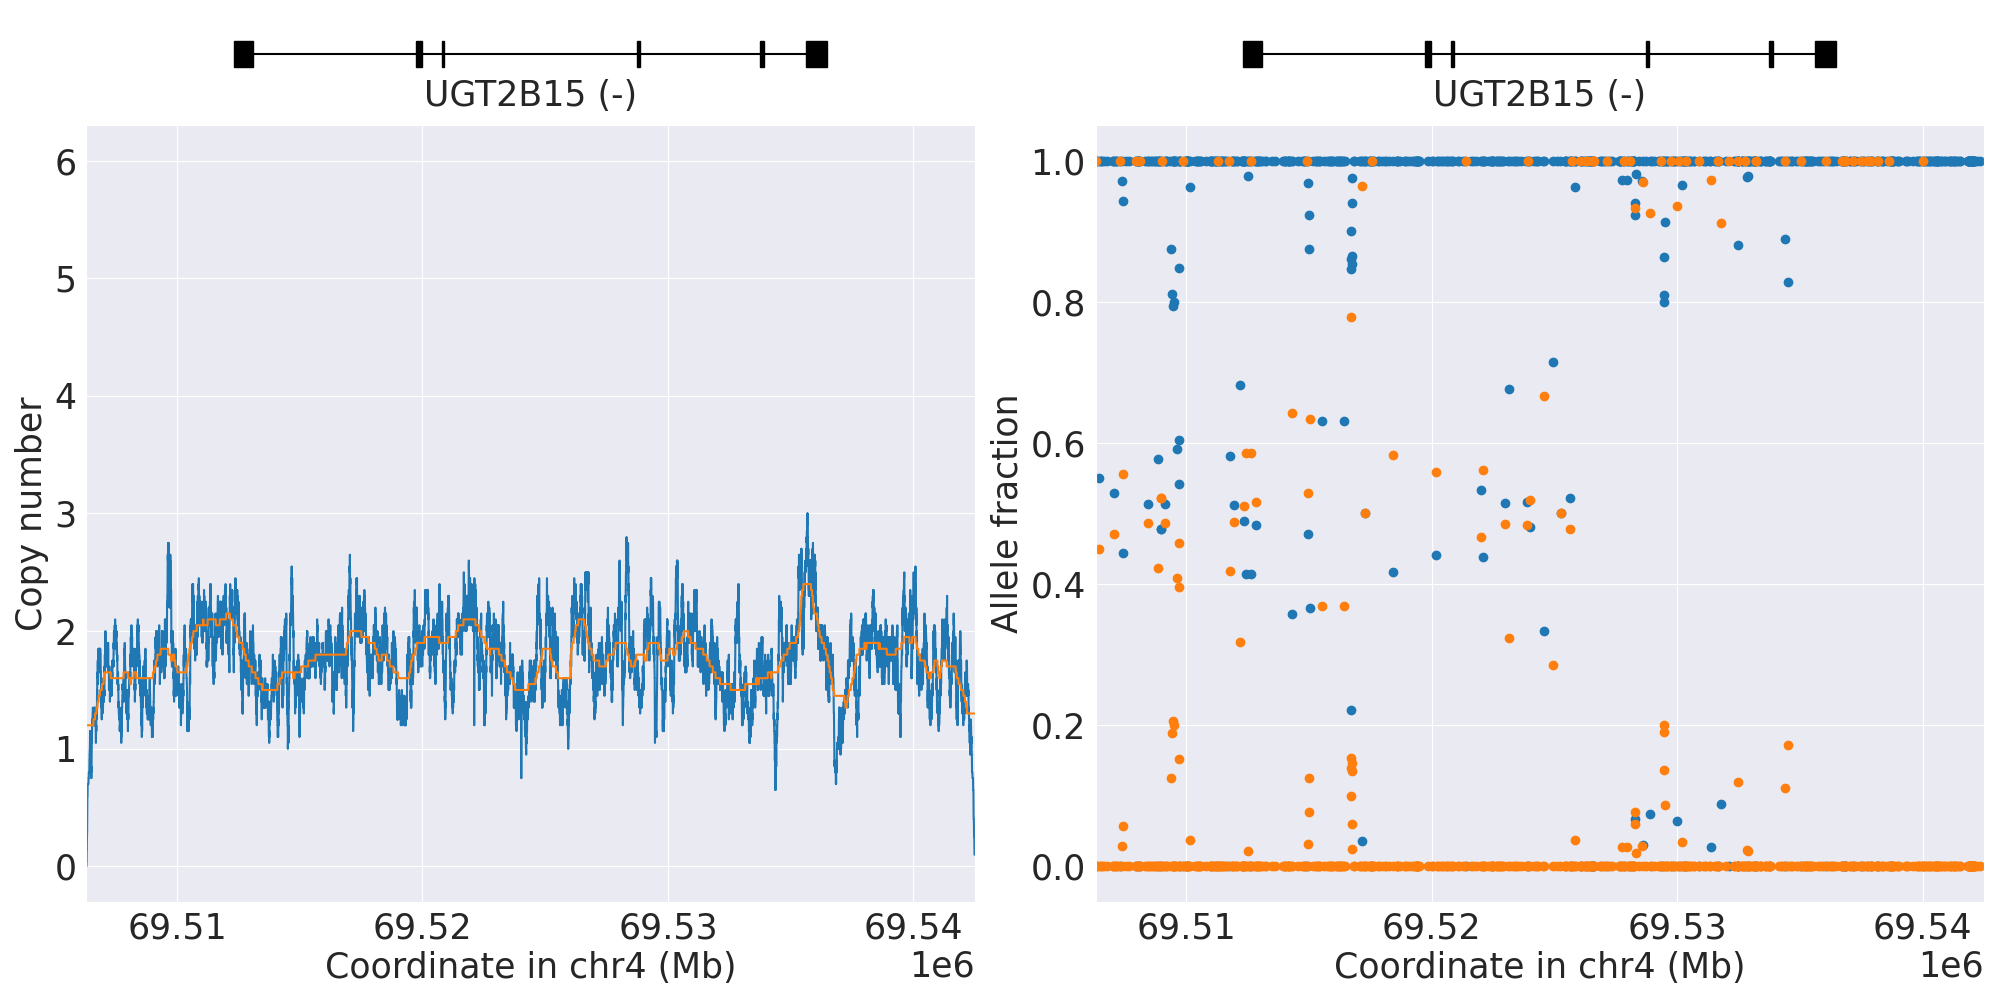 UGT2B15 (-)
UGT2B15 (-)
6
5
4
3
2
1
0
Copy number
69.51 69.52 69.53 69.54
Coordinate in chr4 (Mb) 1e6
1.0
0.8
0.6
0.4
0.2
0.0
Allele fraction
69.51 69.52 69.53 69.54
Coordinate in chr4 (Mb) 1e6